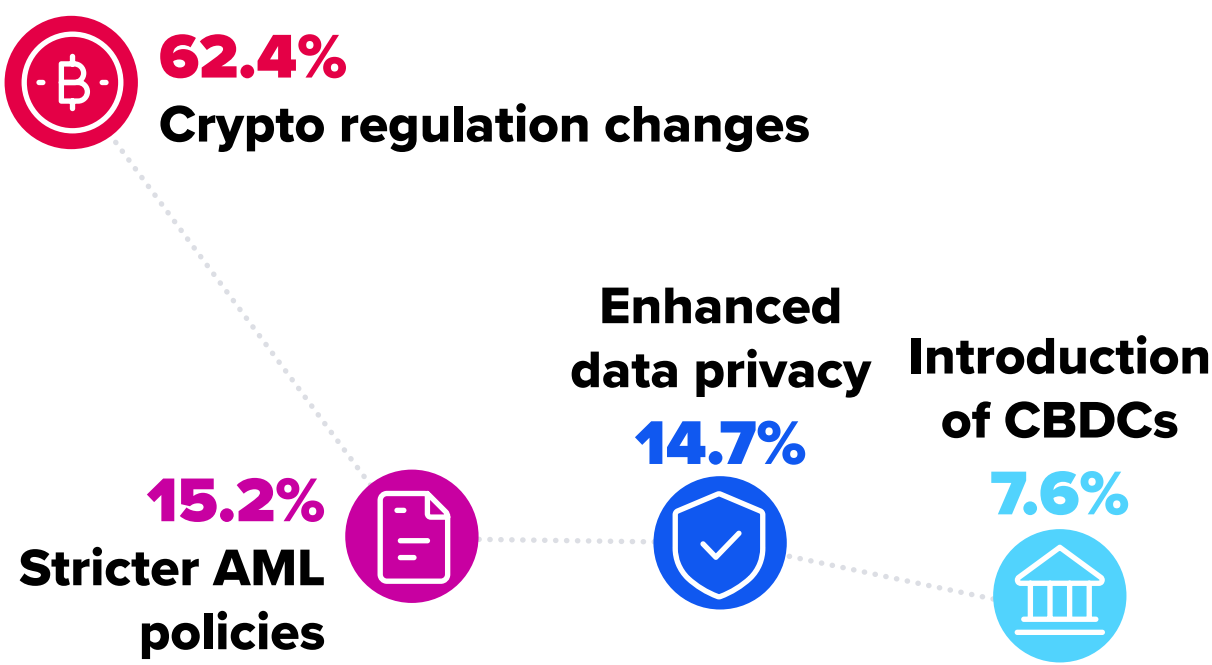 62.4%
Crypto regulation changes
15.2%
Stricter AML
policies
Enhanced
data privacy
14.7%
Introduction
of CBDCs
7.6%